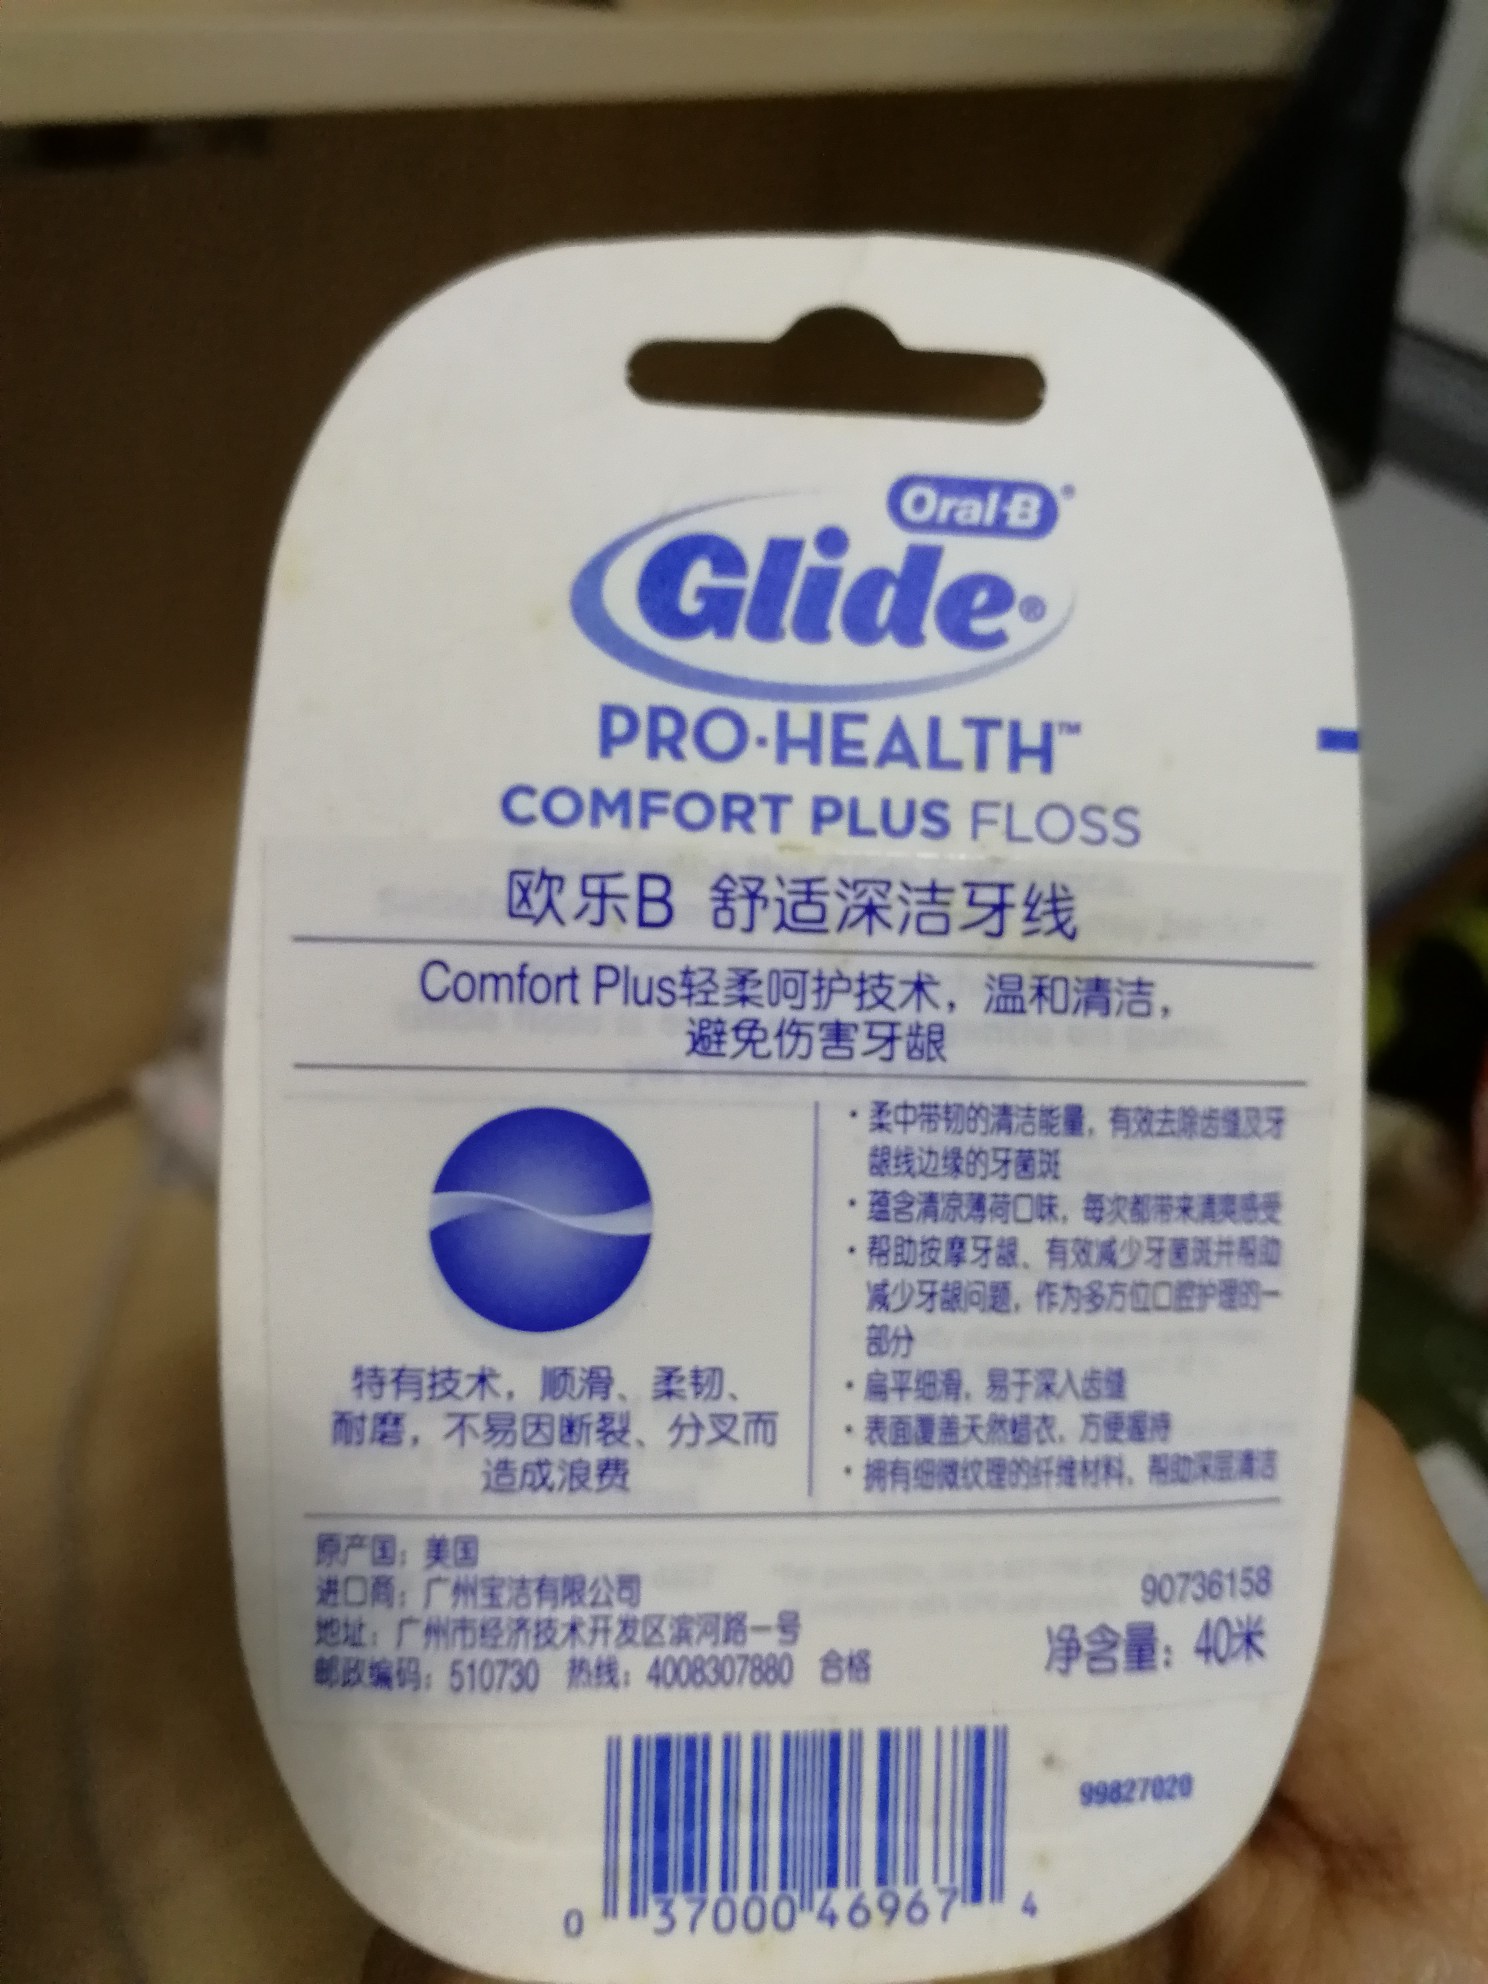 Oral-B®
Glide®
PRO-HEALTH™
COMFORT PLUS FLOSS
欧乐B 舒适深洁牙线
Comfort Plus轻柔呵护技术，温和清洁，
避免伤害牙龈
特有技术，顺滑、柔韧、
耐磨，不易因断裂、分叉而
造成浪费
·柔中带韧的清洁能量，有效去除齿缝及牙
龈线边缘的牙菌斑
·蕴含清凉薄荷口味，每次都带来清爽感受
·帮助按摩牙龈、有效减少牙菌斑并帮助
减少牙龈问题，作为多方位口腔护理的一
部分
·扁平细滑，易于深入齿缝
·表面覆盖天然蜡衣，方便握持
·拥有细微纹理的纤维材料，帮助深层清洁
原产国：美国
进口商：广州宝洁有限公司
地址：广州市经济技术开发区滨河路一号
邮政编码：510730 热线：4008307880 合格
90736158
净含量：40米
99827020
0 37000 46967 4